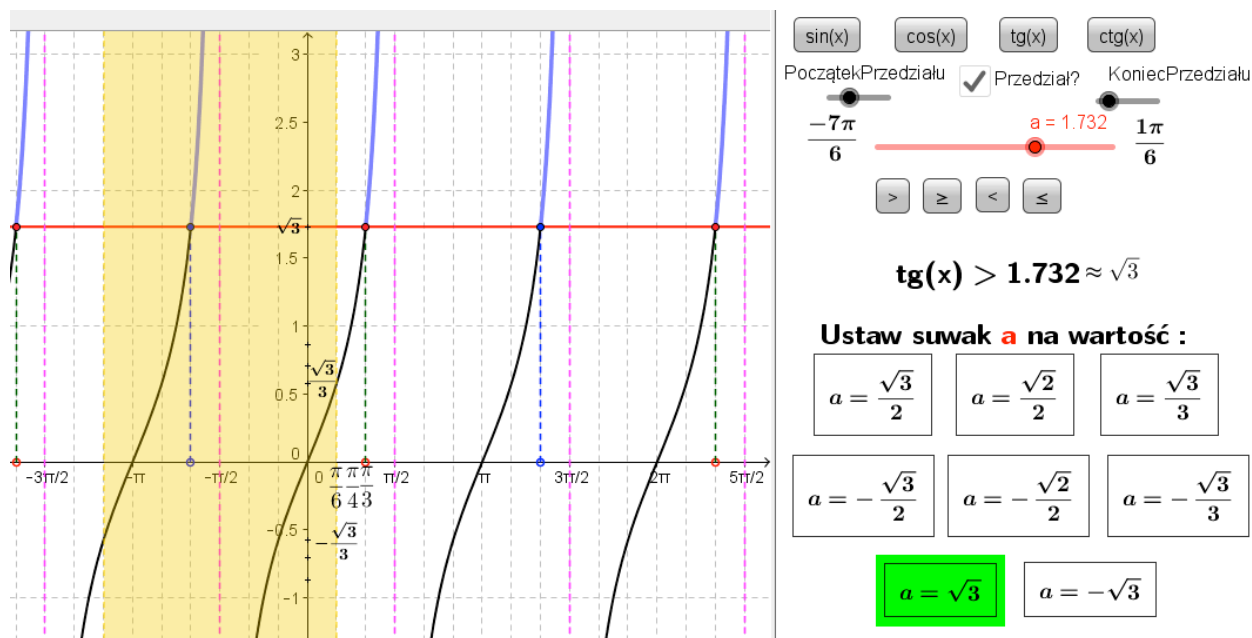 3
2.5
2
√3
1.5
1
√3/3
0.5
0
−3π/2 −π −π/2 0 π/6 π/4 π/3 π/2 π 3π/2 2π 5π/2
-0.5
−√3/3
−1
sin(x) cos(x) tg(x) ctg(x)
PoczątekPrzedziału Przedział? KoniecPrzedziału
−7π/6 a = 1.732 1π/6
> ≥ < ≤
tg(x) > 1.732 ≈ √3
Ustaw suwak a na wartość :
a = √3/2 a = √2/2 a = √3/3
a = −√3/2 a = −√2/2 a = −√3/3
a = √3 a = −√3